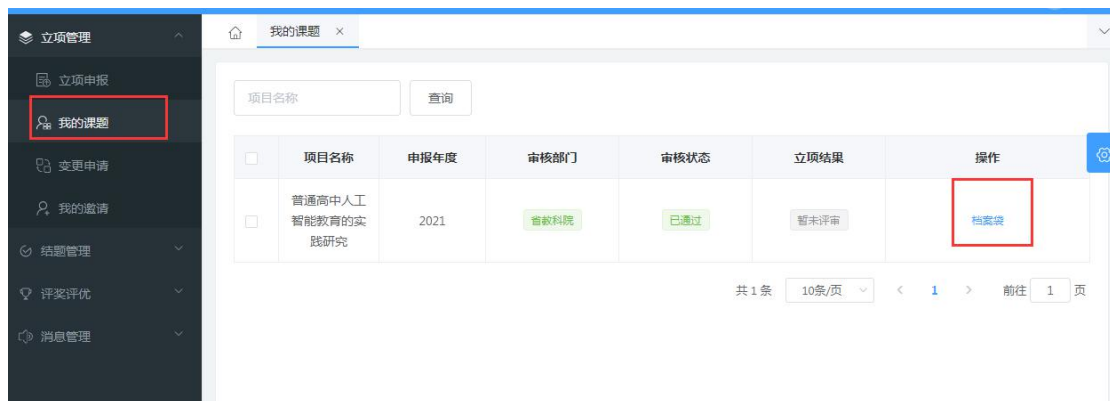 立项管理
我的课题 ×
立项申报
我的课题
变更申请
我的邀请
结题管理
评奖评优
消息管理
项目名称 查询
项目名称 申报年度 审核部门 审核状态 立项结果 操作
普通高中人工
智能教育的实
践研究
2021 省教科院 已通过 暂未评审 档案袋
共 1 条 10条/页 < 1 > 前往 1 页